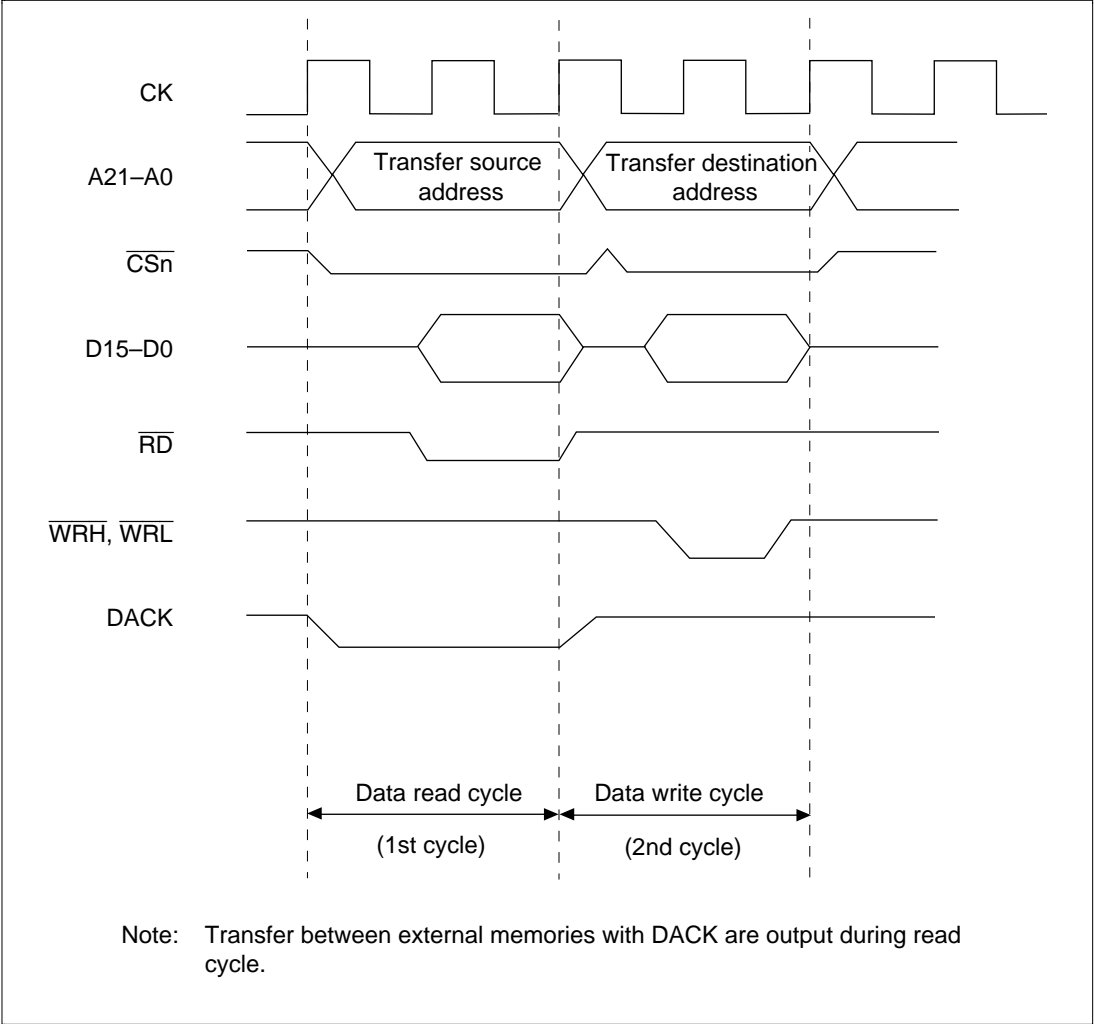 CK
A21–A0
Transfer source
address
Transfer destination
address
CSn
D15–D0
RD
WRH, WRL
DACK
Data read cycle
(1st cycle)
Data write cycle
(2nd cycle)
Note: Transfer between external memories with DACK are output during read
cycle.